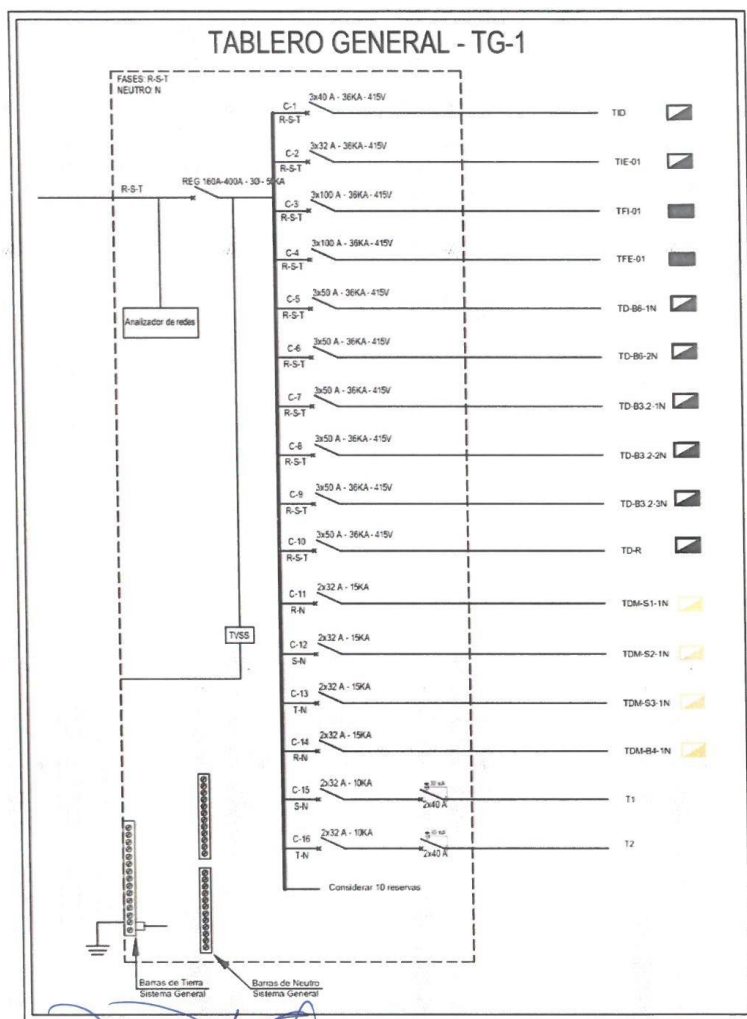 TABLERO GENERAL - TG-1
FASES: R-S-T
NEUTRO: N
R-S-T
REG 160A-400A - 3Ø - 50KA
Analizador de redes
TVSS
C-1 3x40 A - 36KA - 415V
R-S-T
TID
C-2 3x32 A - 36KA - 415V
R-S-T
TIE-01
C-3 3x100 A - 36KA - 415V
R-S-T
TFI-01
C-4 3x100 A - 36KA - 415V
R-S-T
TFE-01
C-5 3x50 A - 36KA - 415V
R-S-T
TD-B6-1N
C-6 3x50 A - 36KA - 415V
R-S-T
TD-B6-2N
C-7 3x50 A - 36KA - 415V
R-S-T
TD-B3.2-1N
C-8 3x50 A - 36KA - 415V
R-S-T
TD-B3.2-2N
C-9 3x50 A - 36KA - 415V
R-S-T
TD-B3.2-3N
C-10 3x50 A - 36KA - 415V
R-S-T
TD-R
C-11 2x32 A - 15KA
R-N
TDM-S1-1N
C-12 2x32 A - 15KA
S-N
TDM-S2-1N
C-13 2x32 A - 15KA
T-N
TDM-S3-1N
C-14 2x32 A - 15KA
R-N
TDM-B4-1N
C-15 2x32 A - 10KA
S-N
2x40 A
T1
C-16 2x32 A - 10KA
T-N
2x40 A
T2
Considerar 10 reservas
Barras de Tierra
Sistema General
Barras de Neutro
Sistema General